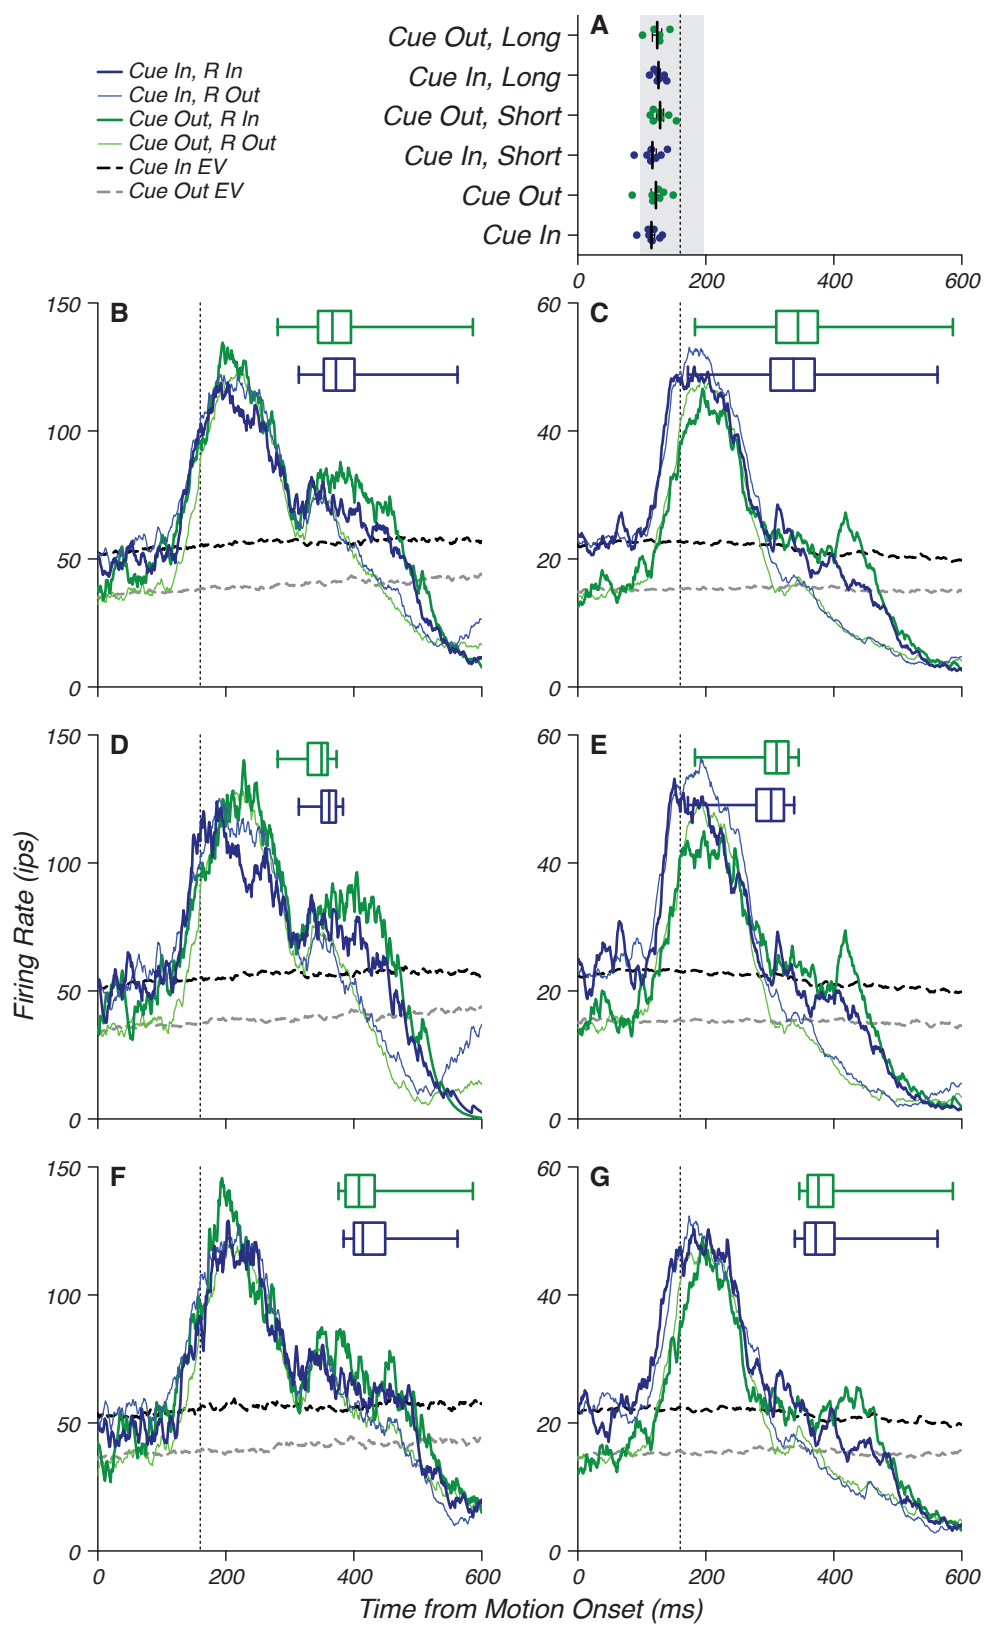 A
Cue Out, Long
Cue In, Long
Cue Out, Short
Cue In, Short
Cue Out
Cue In
0 200 400 600
Cue In, R In
Cue In, R Out
Cue Out, R In
Cue Out, R Out
Cue In EV
Cue Out EV
B
150
100
50
0
C
60
40
20
0
D
150
100
50
0
E
60
40
20
0
Firing Rate (ips)
F
150
100
50
0
0 200 400 600
G
60
40
20
0
0 200 400 600
Time from Motion Onset (ms)